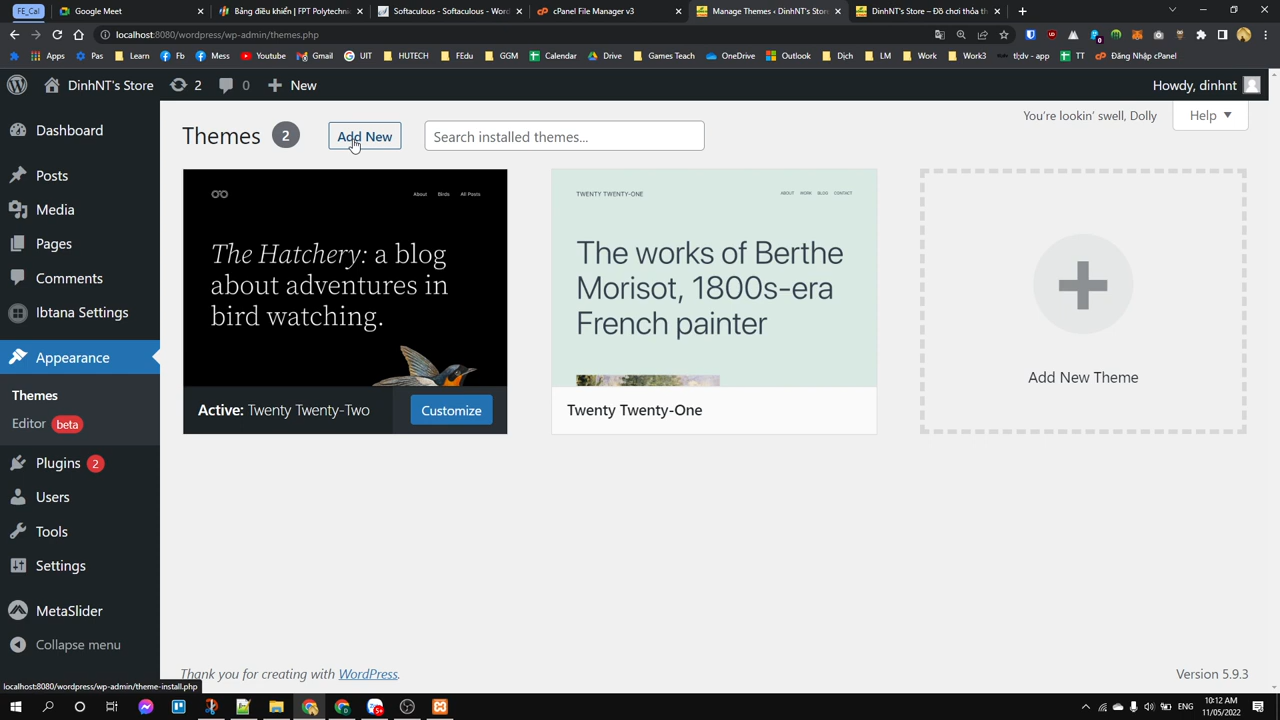 FE_Cal
Meet
Bảng điều khiển | FPT Polytechn
Softaculous - Softaculous - Word
cPanel File Manager v3
Manage Themes ‹ DinhNT's Store
DinhNT's Store – Đồ chơi thỏa th
localhost:8080/wordpress/wp-admin/themes.php
Apps Goo Pas Learn Fb Mess Youtube Gmail UIT HUTECH FEdu GGM Calendar Drive Games Teach OneDrive Outlook Dịch LM Work Work3 tl;dv - app TT Đăng Nhập cPanel
DinhNT's Store 2 0 New Howdy, dinhnt
You're lookin' swell, Dolly Help
Themes 2 Add New Search installed themes...
Dashboard
Posts
Media
Pages
Comments
Ibtana Settings
Appearance
Themes
Editor beta
Plugins 2
Users
Tools
Settings
MetaSlider
Collapse menu
About Birds All Posts
The Hatchery: a blog
about adventures in
bird watching.
Active: Twenty Twenty-Two Customize
TWENTY TWENTY-ONE ABOUT WORK BLOG CONTACT
The works of Berthe
Morisot, 1800s-era
French painter
Twenty Twenty-One
Add New Theme
Thank you for creating with WordPress. Version 5.9.3
localhost:8080/wordpress/wp-admin/theme-install.php
ENG
10:12 AM
11/05/2022